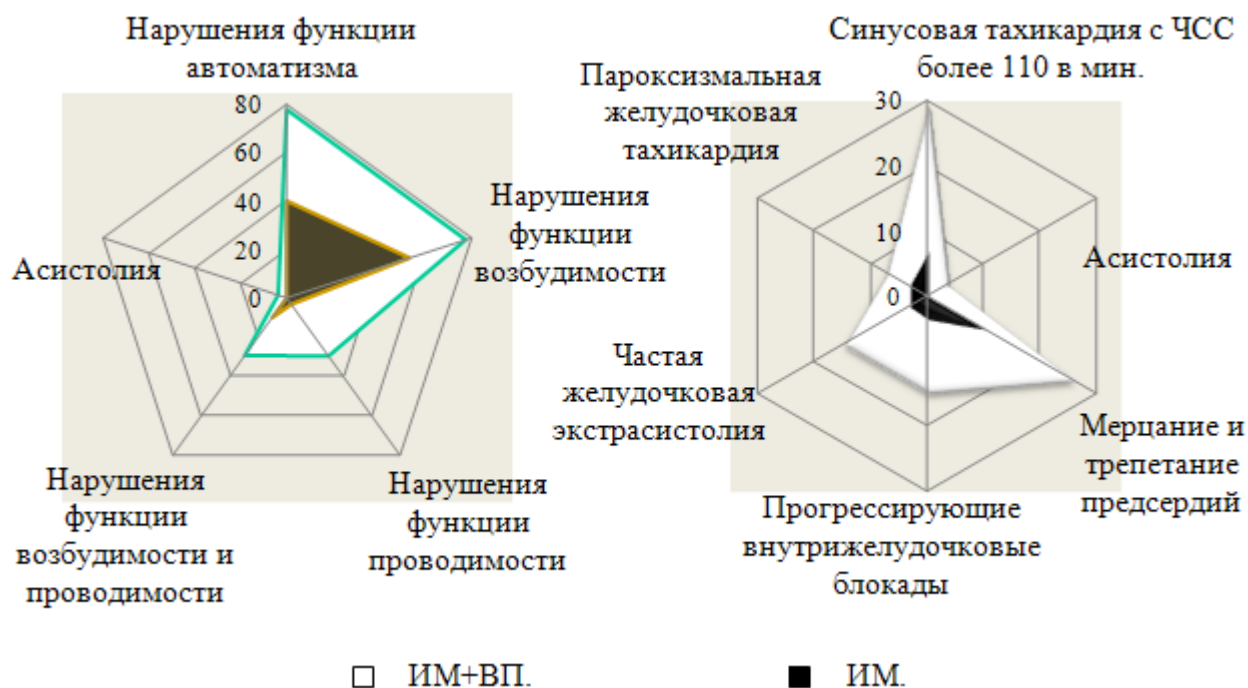 Нарушения функции
автоматизма
80
60
40
20
0
Нарушения
функции
возбудимости
Асистолия
Нарушения
функции
возбудимости и
проводимости
Нарушения
функции
проводимости
Синусовая тахикардия с ЧСС
более 110 в мин.
Пароксизмальная
желудочковая
тахикардия
30
20
10
0
Асистолия
Частая
желудочковая
экстрасистолия
Мерцание и
трепетание
предсердий
Прогрессирующие
внутрижелудочковые
блокады
ИМ+ВП.
ИМ.